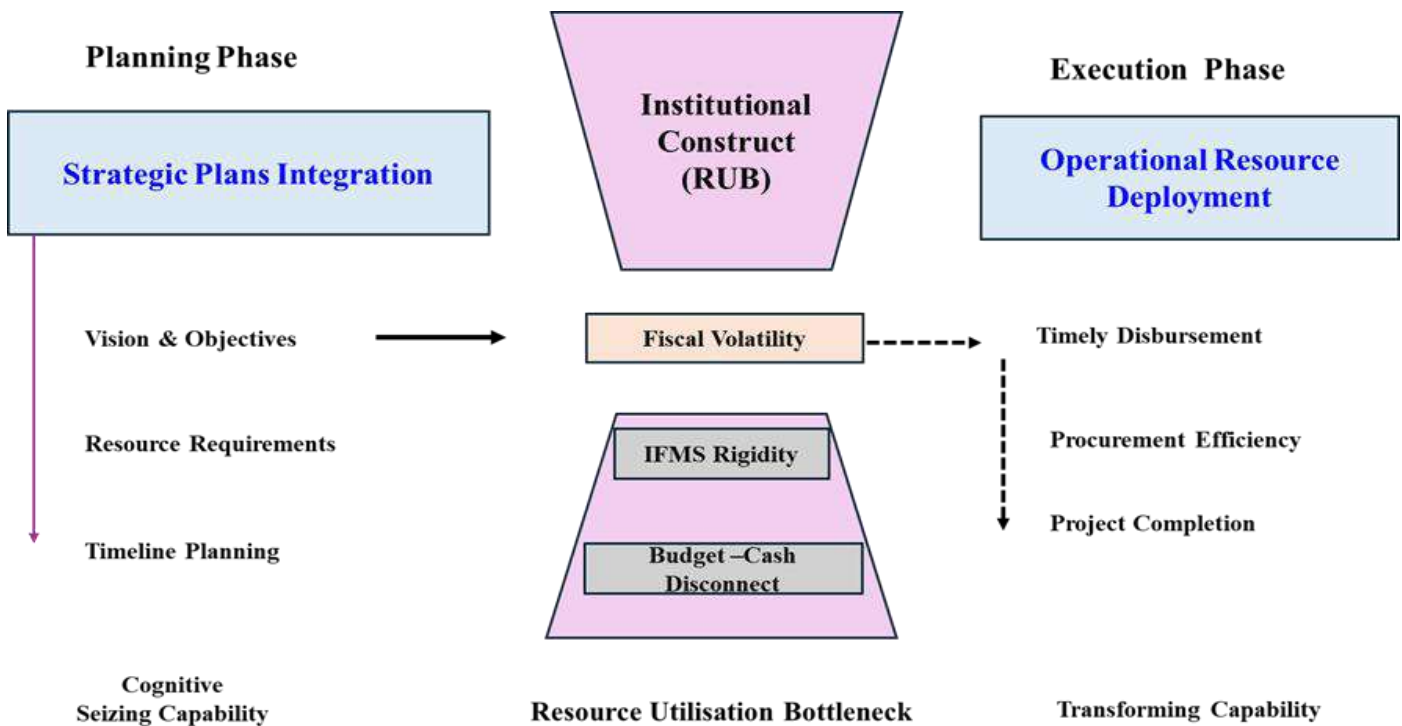 Planning Phase
Strategic Plans Integration
Vision & Objectives
Resource Requirements
Timeline Planning
Cognitive
Seizing Capability
Institutional
Construct
(RUB)
Fiscal Volatility
IFMS Rigidity
Budget –Cash
Disconnect
Resource Utilisation Bottleneck
Execution Phase
Operational Resource
Deployment
Timely Disbursement
Procurement Efficiency
Project Completion
Transforming Capability